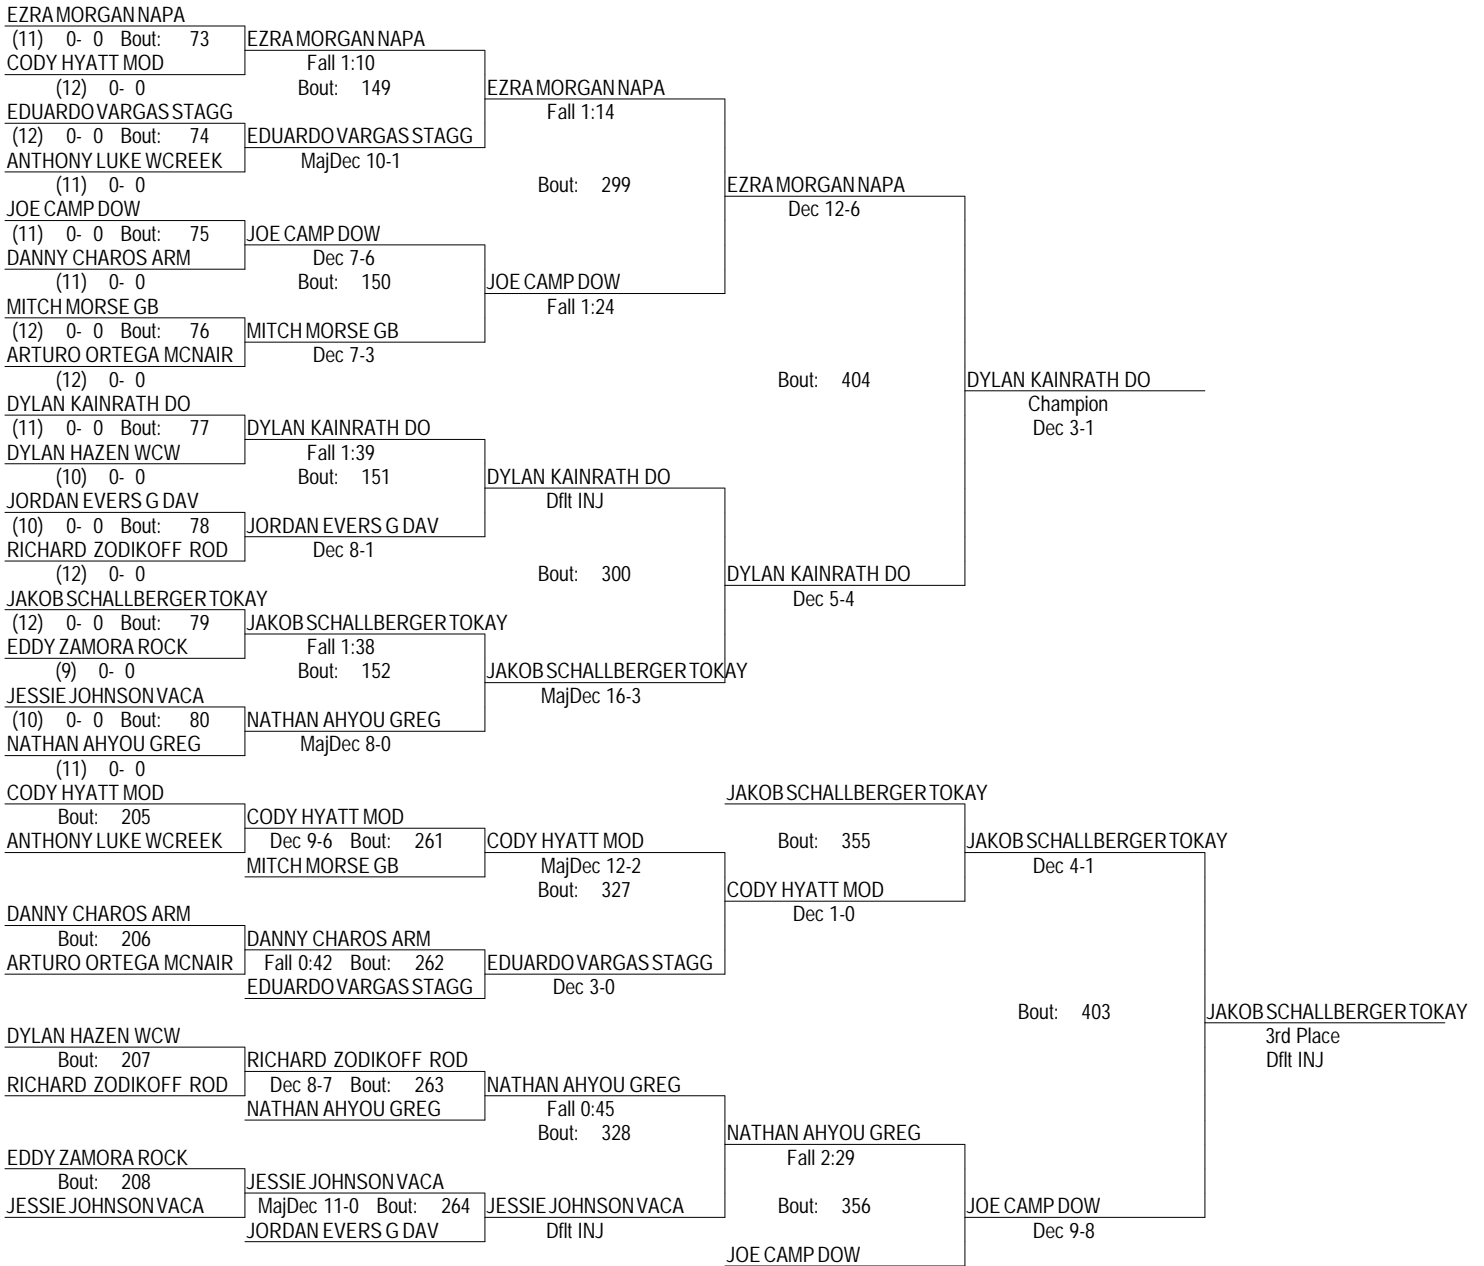 EZRA MORGAN NAPA
(11) 0- 0 Bout: 73 EZRA MORGAN NAPA
CODY HYATT MOD Fall 1:10
(12) 0- 0 Bout: 149 EZRA MORGAN NAPA
EDUARDO VARGAS STAGG Fall 1:14
(12) 0- 0 Bout: 74 EDUARDO VARGAS STAGG
ANTHONY LUKE WCREEK MajDec 10-1
(11) 0- 0 Bout: 299 EZRA MORGAN NAPA
JOE CAMP DOW Dec 12-6
(11) 0- 0 Bout: 75 JOE CAMP DOW
DANNY CHAROS ARM Dec 7-6
(11) 0- 0 Bout: 150 JOE CAMP DOW
MITCH MORSE GB Fall 1:24
(12) 0- 0 Bout: 76 MITCH MORSE GB
ARTURO ORTEGA MCNAIR Dec 7-3
(12) 0- 0 Bout: 404 DYLAN KAINRATH DO
DYLAN KAINRATH DO Champion
(11) 0- 0 Bout: 77 DYLAN KAINRATH DO Dec 3-1
DYLAN HAZEN WCW Fall 1:39
(10) 0- 0 Bout: 151 DYLAN KAINRATH DO
JORDAN EVERS G DAV Dflt INJ
(10) 0- 0 Bout: 78 JORDAN EVERS G DAV
RICHARD ZODIKOFF ROD Dec 8-1
(12) 0- 0 Bout: 300 DYLAN KAINRATH DO
JAKOB SCHALLBERGER TOKAY Dec 5-4
(12) 0- 0 Bout: 79 JAKOB SCHALLBERGER TOKAY
EDDY ZAMORA ROCK Fall 1:38
(9) 0- 0 Bout: 152 JAKOB SCHALLBERGER TOKAY
JESSIE JOHNSON VACA MajDec 16-3
(10) 0- 0 Bout: 80 NATHAN AHYOU GREG
NATHAN AHYOU GREG MajDec 8-0
(11) 0- 0
CODY HYATT MOD JAKOB SCHALLBERGER TOKAY
Bout: 205 CODY HYATT MOD
ANTHONY LUKE WCREEK Dec 9-6 Bout: 261 CODY HYATT MOD Bout: 355 JAKOB SCHALLBERGER TOKAY
MITCH MORSE GB MajDec 12-2 Dec 4-1
Bout: 327 CODY HYATT MOD
DANNY CHAROS ARM Dec 1-0
Bout: 206 DANNY CHAROS ARM
ARTURO ORTEGA MCNAIR Fall 0:42 Bout: 262 EDUARDO VARGAS STAGG
EDUARDO VARGAS STAGG Dec 3-0
Bout: 403 JAKOB SCHALLBERGER TOKAY
DYLAN HAZEN WCW 3rd Place
Bout: 207 RICHARD ZODIKOFF ROD Dflt INJ
RICHARD ZODIKOFF ROD Dec 8-7 Bout: 263 NATHAN AHYOU GREG
NATHAN AHYOU GREG Fall 0:45
Bout: 328 NATHAN AHYOU GREG
EDDY ZAMORA ROCK Fall 2:29
Bout: 208 JESSIE JOHNSON VACA
JESSIE JOHNSON VACA MajDec 11-0 Bout: 264 JESSIE JOHNSON VACA Bout: 356 JOE CAMP DOW
JORDAN EVERS G DAV Dflt INJ Dec 9-8
JOE CAMP DOW